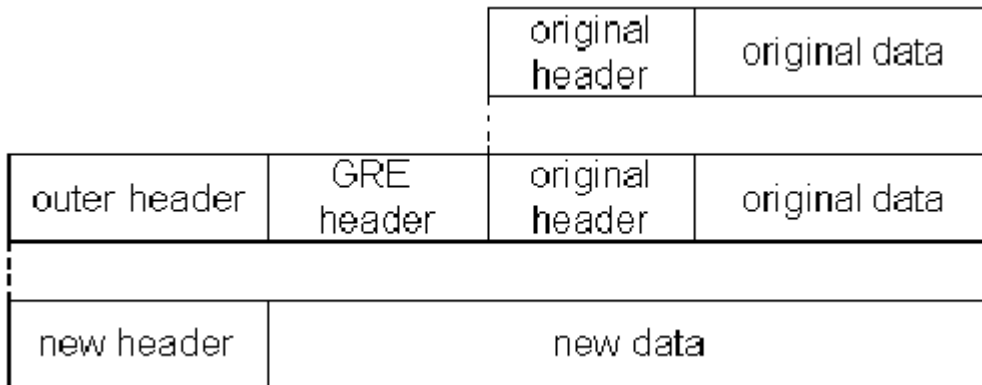 original
header
original data
outer header
GRE
header
original
header
original data
new header
new data